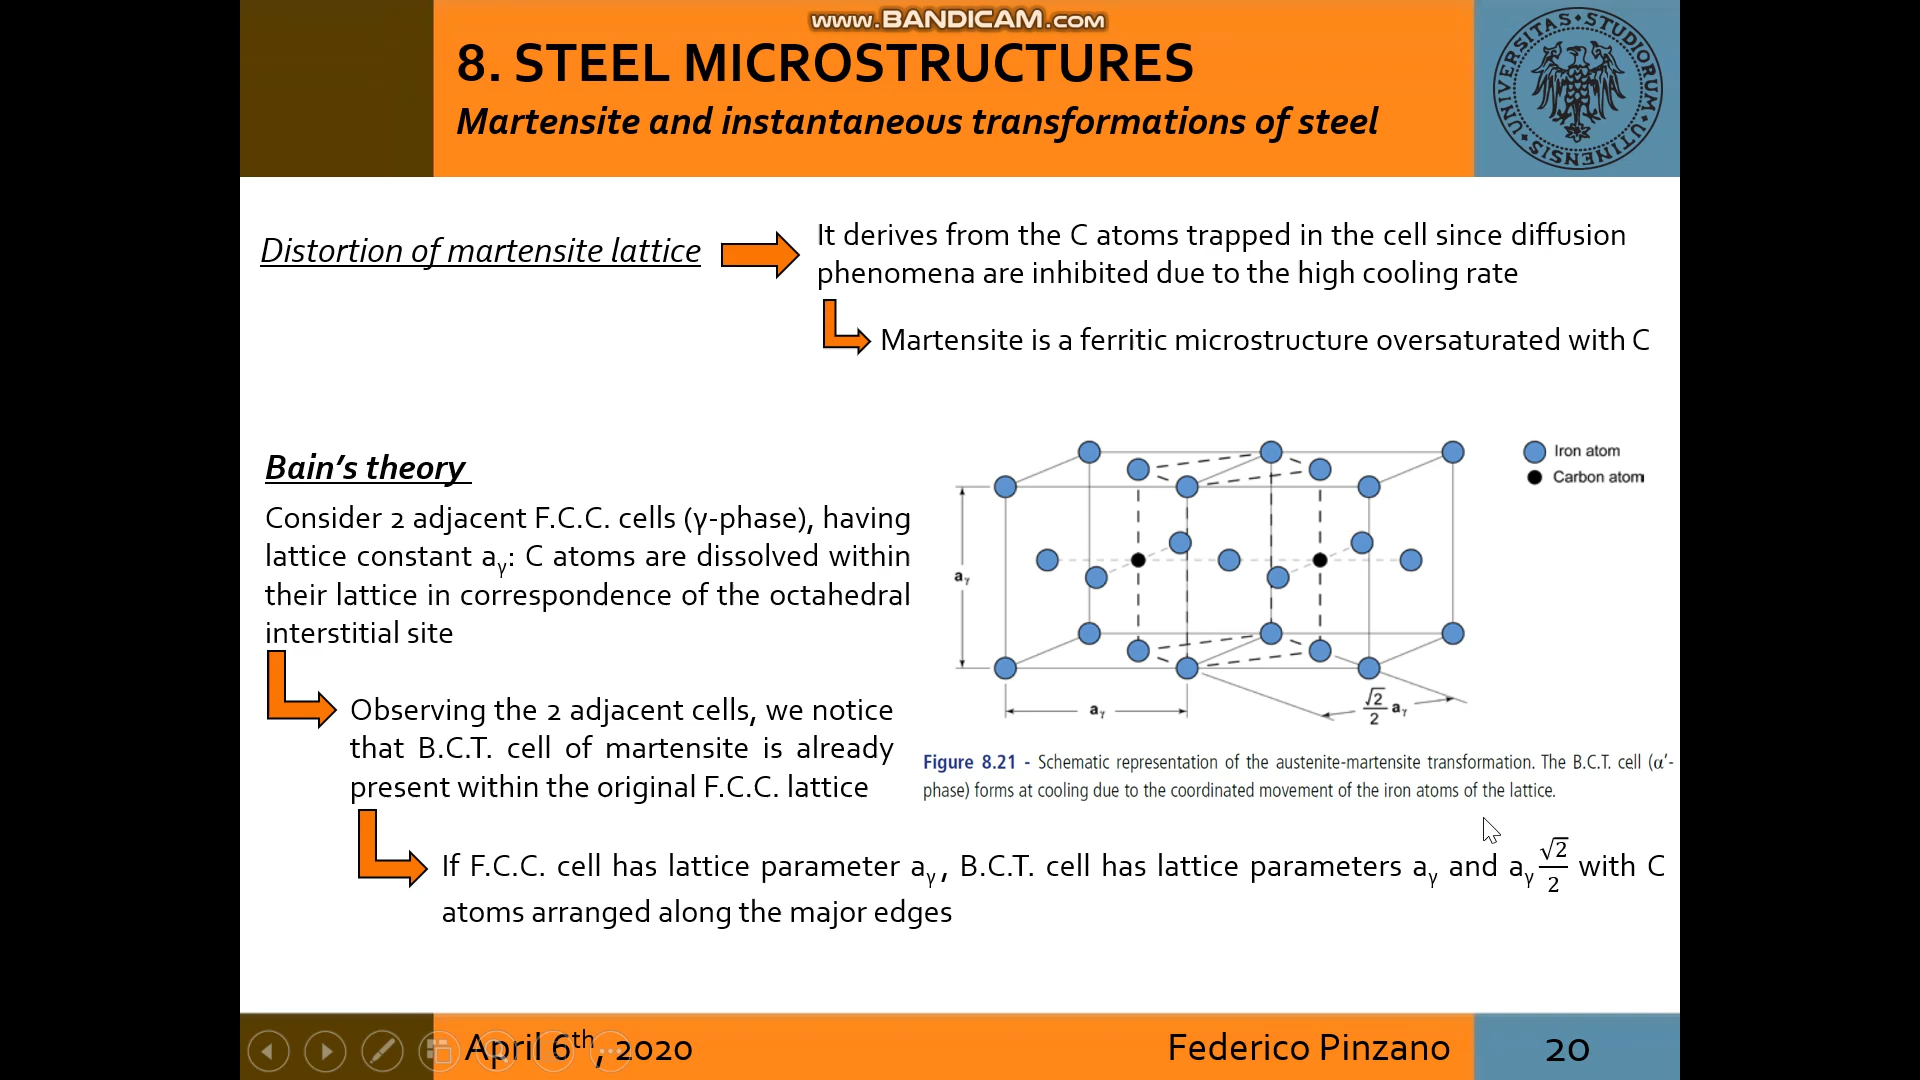 www.BANDICAM.com
8. STEEL MICROSTRUCTURES
Martensite and instantaneous transformations of steel
UNIVERSITAS STUDIORUM UTINENSIS
Distortion of martensite lattice
It derives from the C atoms trapped in the cell since diffusion
phenomena are inhibited due to the high cooling rate
Martensite is a ferritic microstructure oversaturated with C
Bain's theory
Consider 2 adjacent F.C.C. cells (γ-phase), having
lattice constant aγ: C atoms are dissolved within
their lattice in correspondence of the octahedral
interstitial site
Observing the 2 adjacent cells, we notice
that B.C.T. cell of martensite is already
present within the original F.C.C. lattice
Iron atom
Carbon atom
aγ
aγ
√2/2 aγ
Figure 8.21 - Schematic representation of the austenite-martensite transformation. The B.C.T. cell (α'-
phase) forms at cooling due to the coordinated movement of the iron atoms of the lattice.
If F.C.C. cell has lattice parameter aγ, B.C.T. cell has lattice parameters aγ and aγ √2/2 with C
atoms arranged along the major edges
April 6th, 2020
Federico Pinzano
20